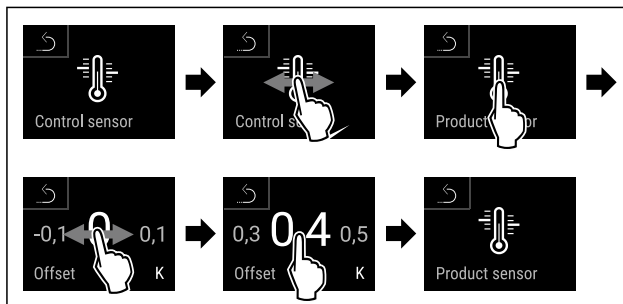 Control sensor
Control se
Product sor
-0,1 0 0,1
Offset K
0,3 0,4 0,5
Offset K
Product sensor